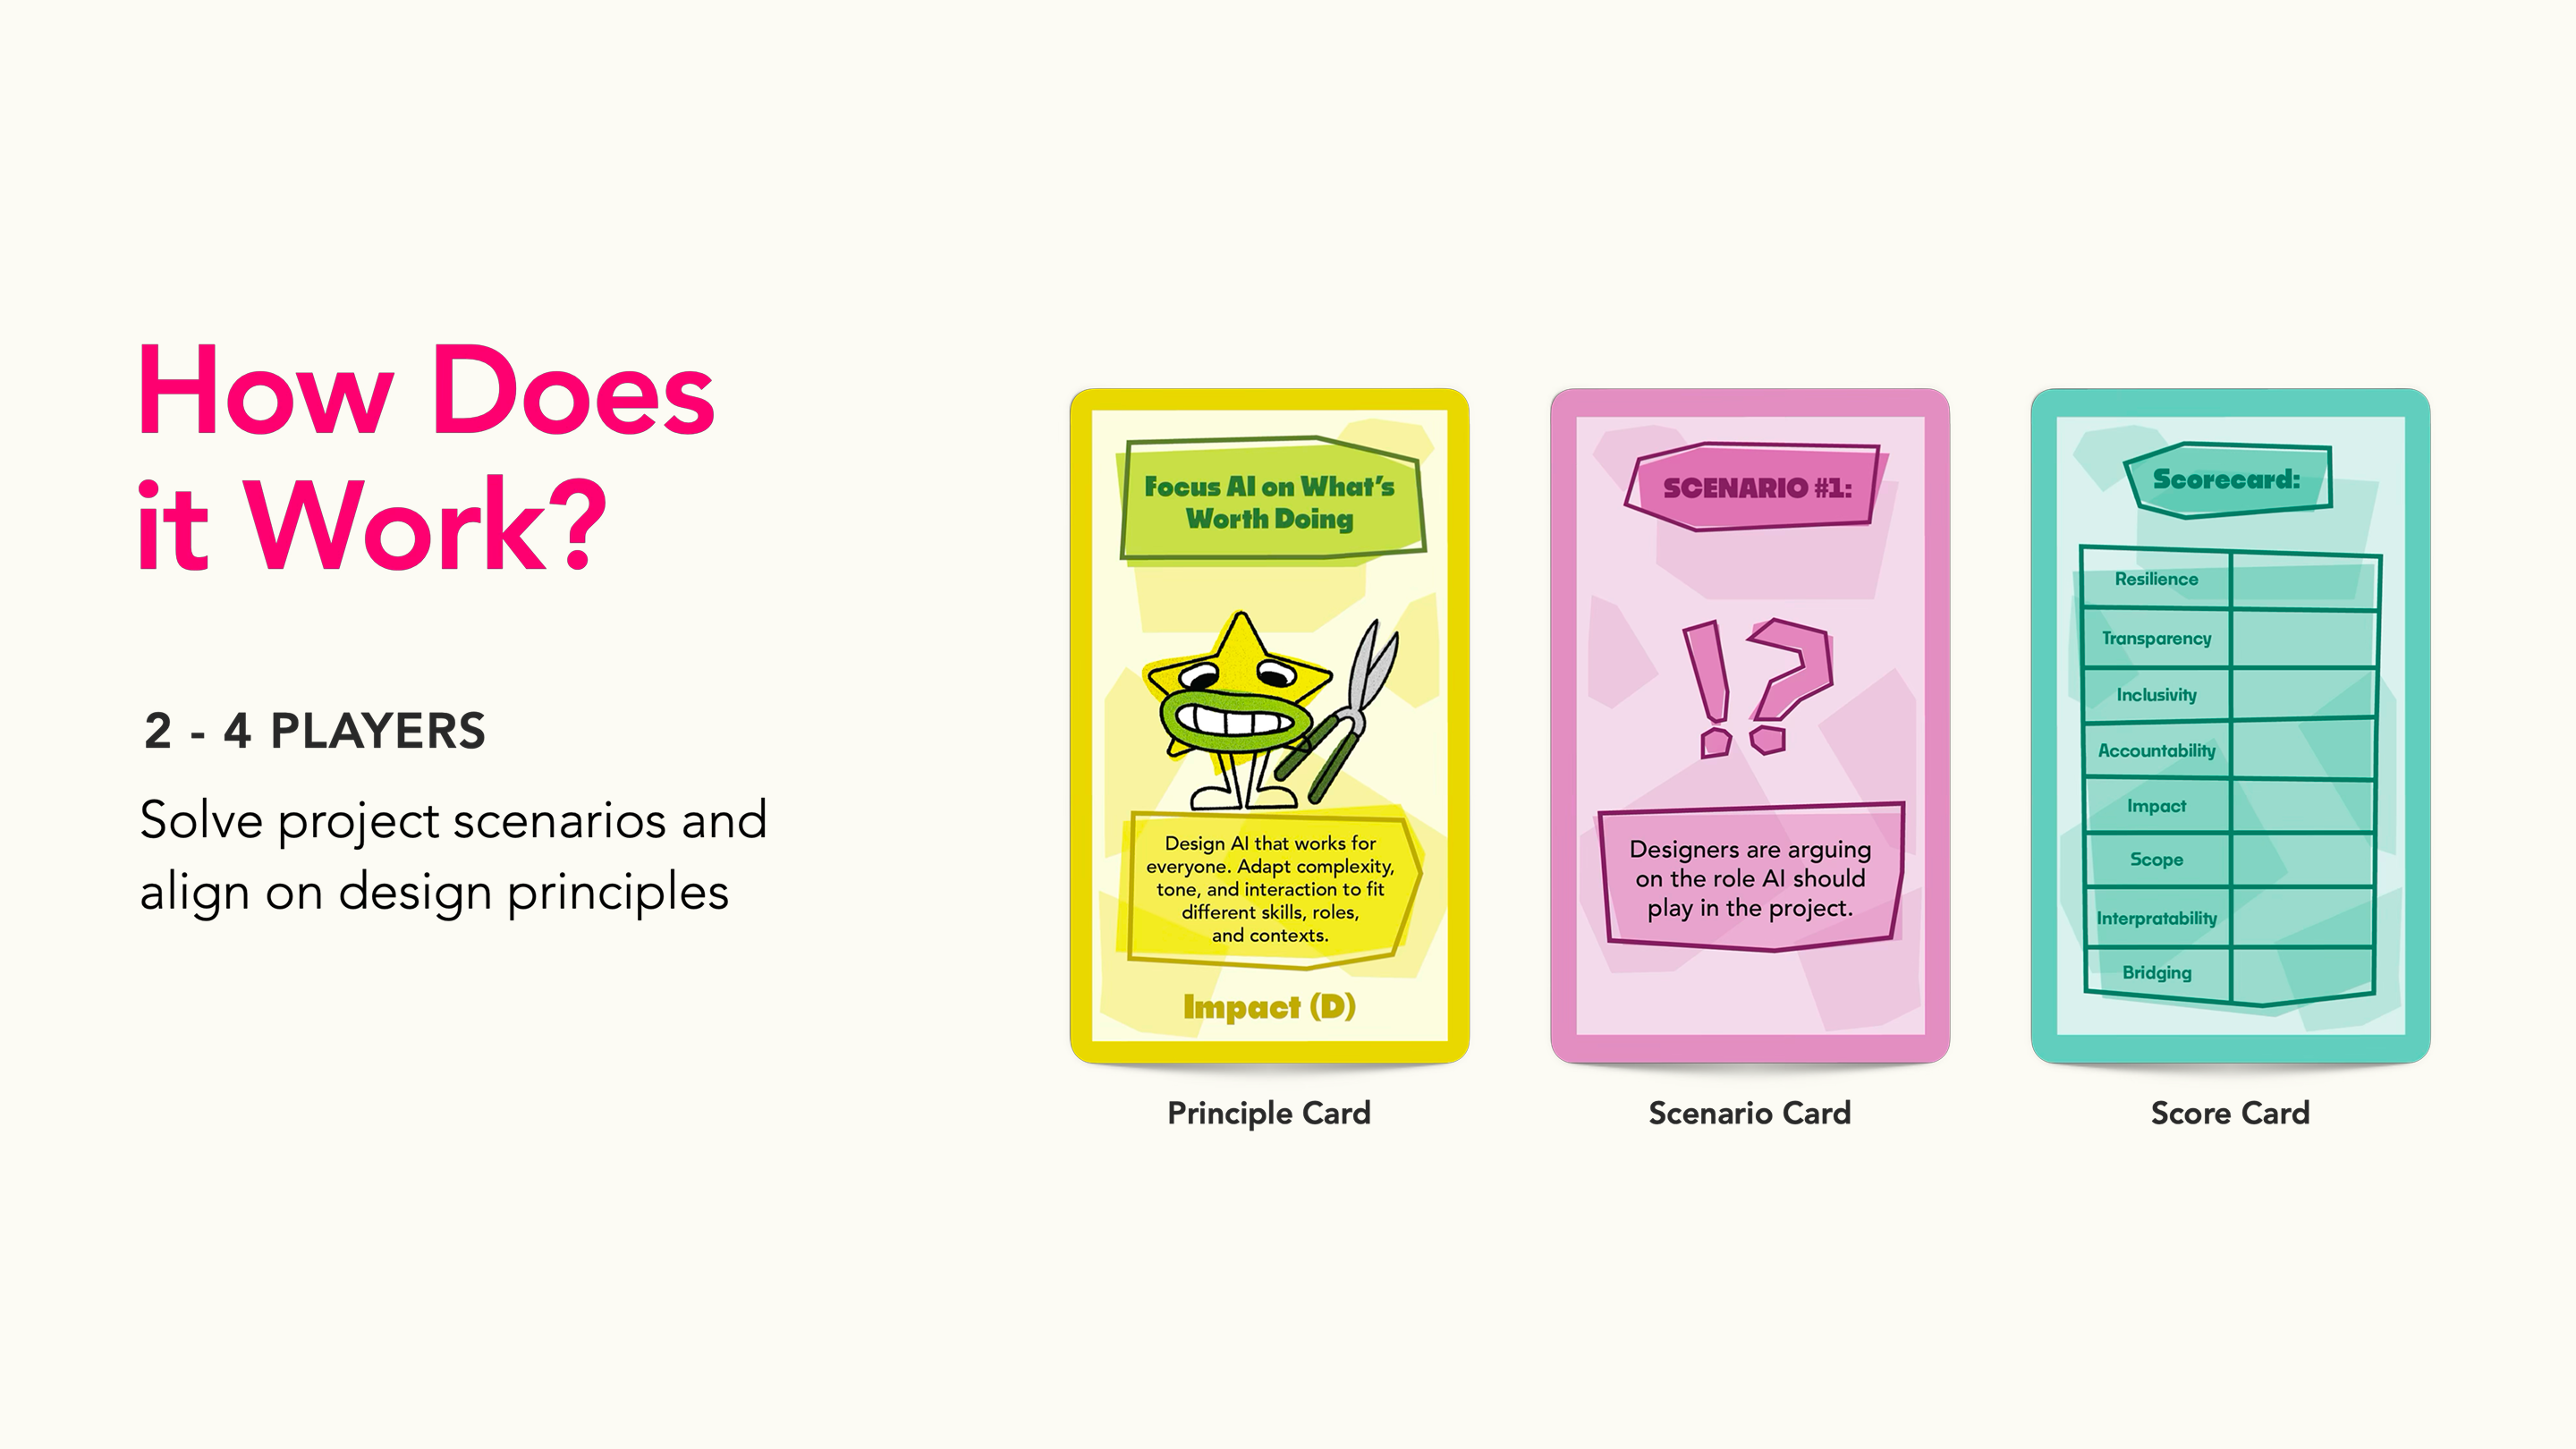 How Does
it Work?
2 - 4 PLAYERS
Solve project scenarios and
align on design principles
Focus AI on What's
Worth Doing
Design AI that works for
everyone. Adapt complexity,
tone, and interaction to fit
different skills, roles,
and contexts.
Impact (D)
Principle Card
SCENARIO #1:
!?
Designers are arguing
on the role AI should
play in the project.
Scenario Card
Scorecard:
Resilience
Transparency
Inclusivity
Accountability
Impact
Scope
Interpratability
Bridging
Score Card